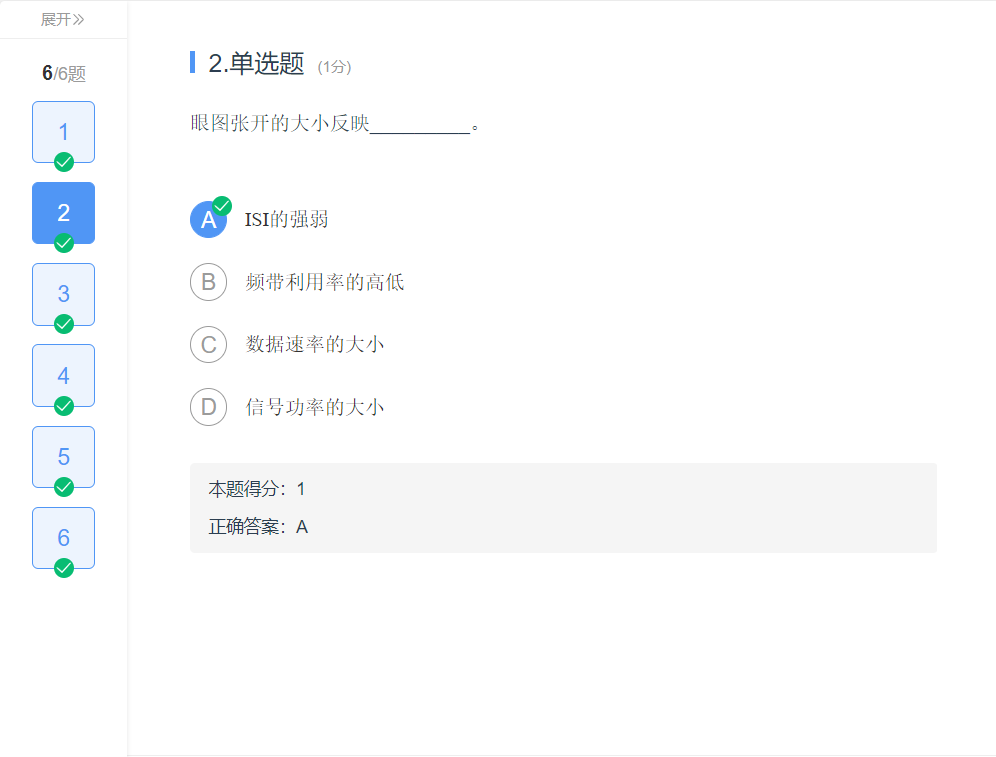 展开
6/6题
1
2
3
4
5
6
2.单选题 (1分)
眼图张开的大小反映__________。
A ISI的强弱
B 频带利用率的高低
C 数据速率的大小
D 信号功率的大小
本题得分：1
正确答案：A